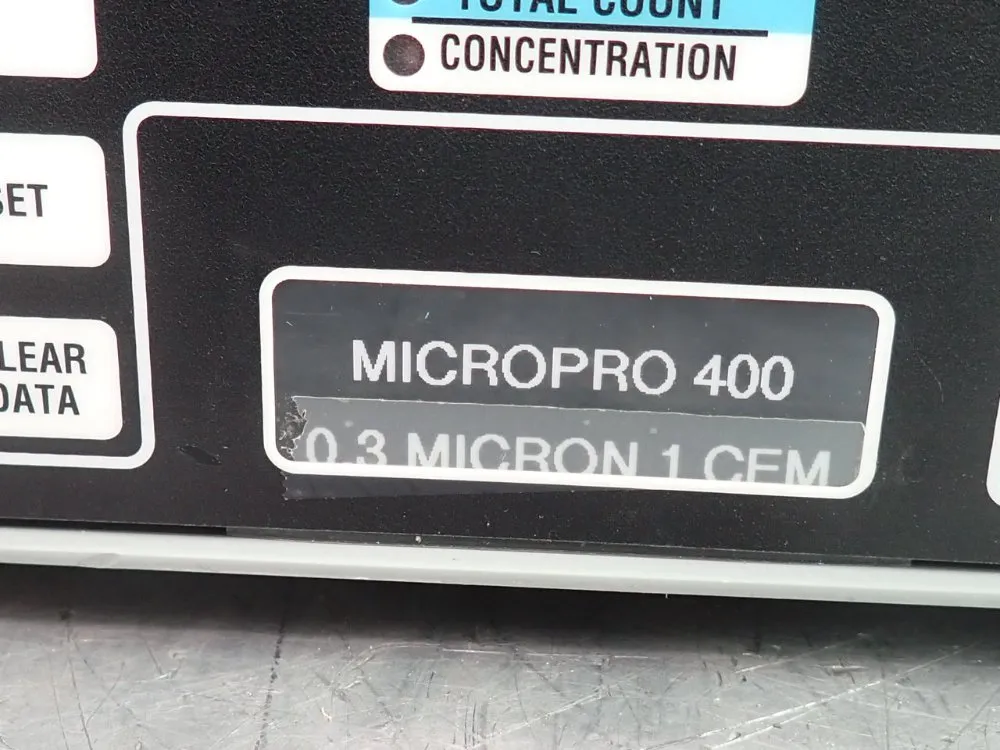 TOTAL COUNT
CONCENTRATION
SET
LEAR
DATA
MICROPRO 400
0.3 MICRON 1 CFM